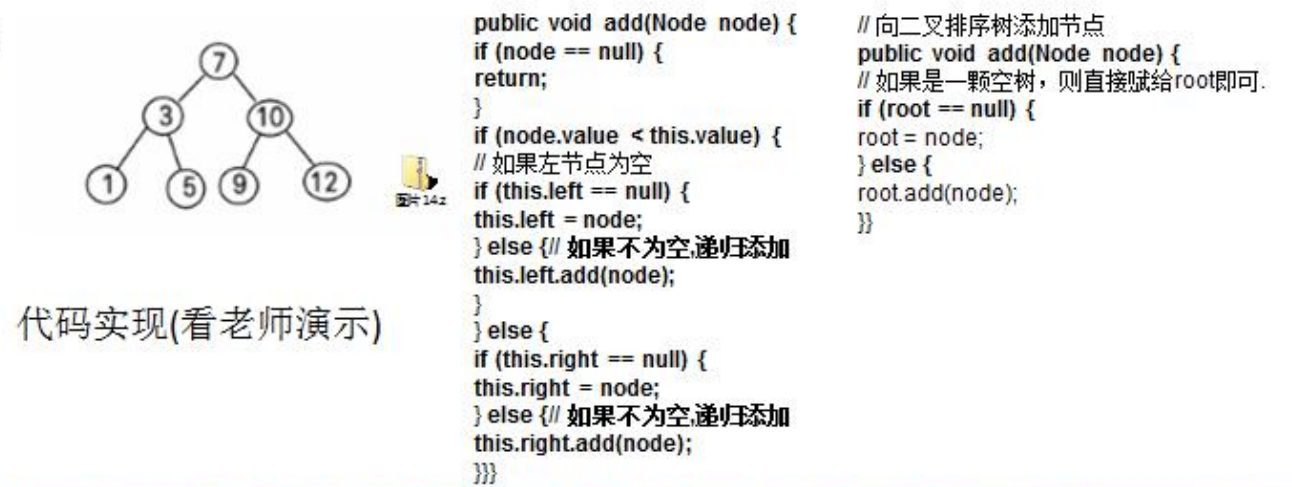 7
3
10
1
5
9
12
图片14.z
代码实现(看老师演示)
public void add(Node node) {
if (node == null) {
return;
}
if (node.value < this.value) {
// 如果左节点为空
if (this.left == null) {
this.left = node;
} else {// 如果不为空,递归添加
this.left.add(node);
}
} else {
if (this.right == null) {
this.right = node;
} else {// 如果不为空,递归添加
this.right.add(node);
}}}
// 向二叉排序树添加节点
public void add(Node node) {
// 如果是一颗空树，则直接赋给root即可.
if (root == null) {
root = node;
} else {
root.add(node);
}}